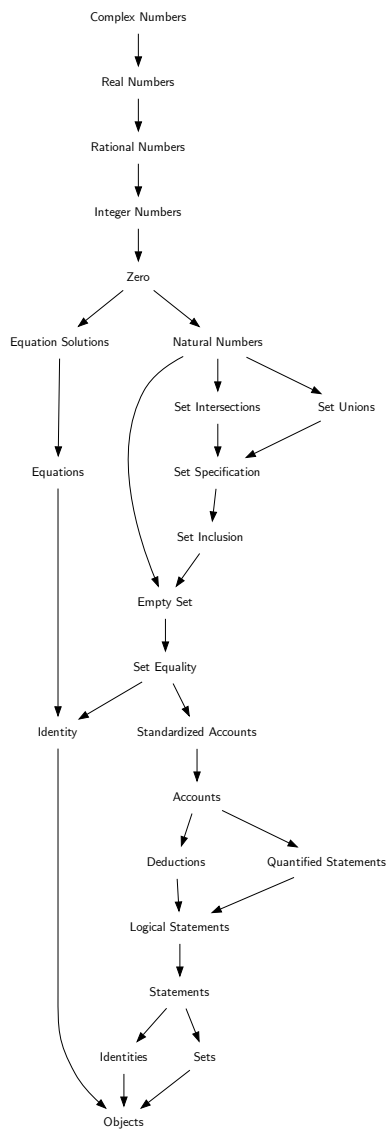 Complex Numbers
Real Numbers
Rational Numbers
Integer Numbers
Zero
Equation Solutions
Natural Numbers
Set Intersections
Set Unions
Equations
Set Specification
Set Inclusion
Empty Set
Set Equality
Identity
Standardized Accounts
Accounts
Deductions
Quantified Statements
Logical Statements
Statements
Identities
Sets
Objects